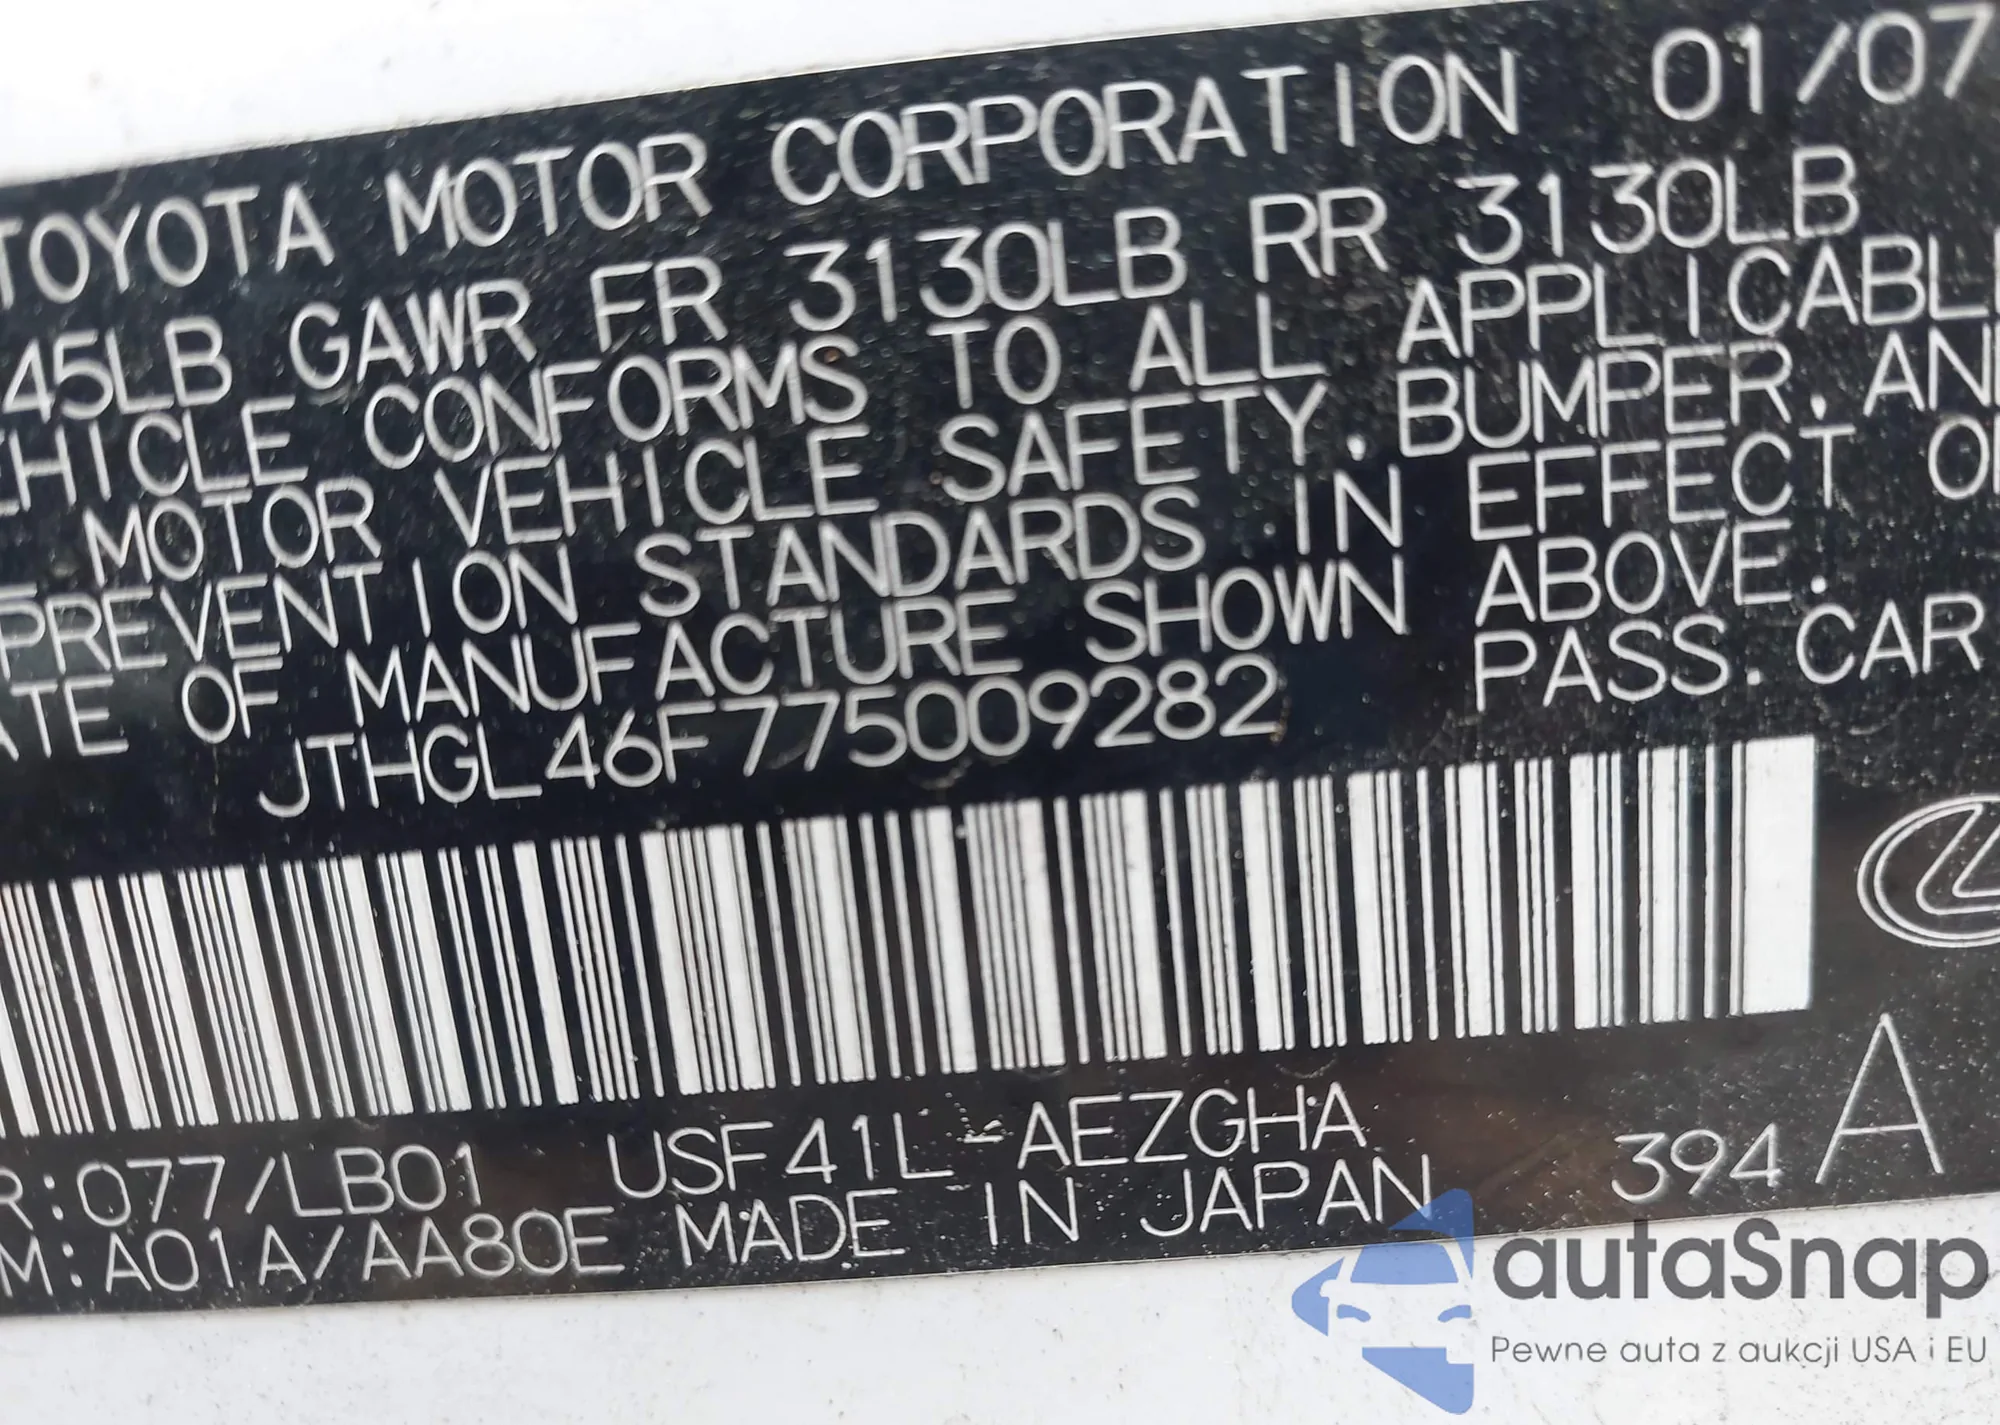 TOYOTA MOTOR CORPORATION 01/07
45LB GAWR FR 3130LB RR 3130LB
EHICLE CONFORMS TO ALL APPLICABLE
L MOTOR VEHICLE SAFETY, BUMPER, AN
PREVENTION STANDARDS IN EFFECT O
ATE OF MANUFACTURE SHOWN ABOVE.
JTHGL46F775009282 PASS. CAR
R:077/LB01 USF41L-AEZGHA
394 A
M:A01A/AA80E MADE IN JAPAN
autaSnap
Pewne auta z aukcji USA i EU